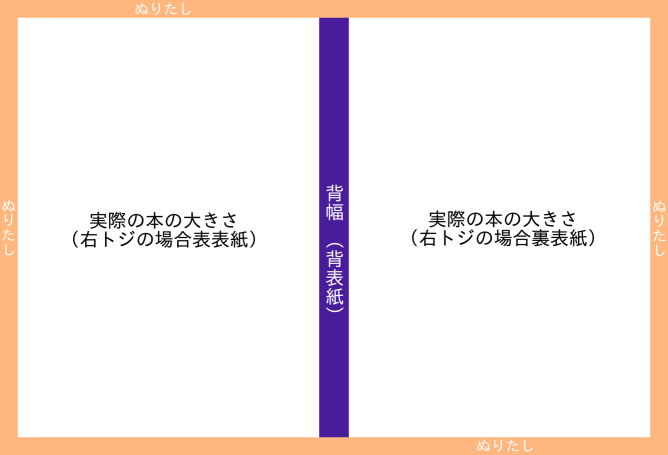 ぬりたし
ぬりたし
実際の本の大きさ
（右トジの場合表表紙）
背幅　（背表紙）
実際の本の大きさ
（右トジの場合裏表紙）
ぬりたし
ぬりたし